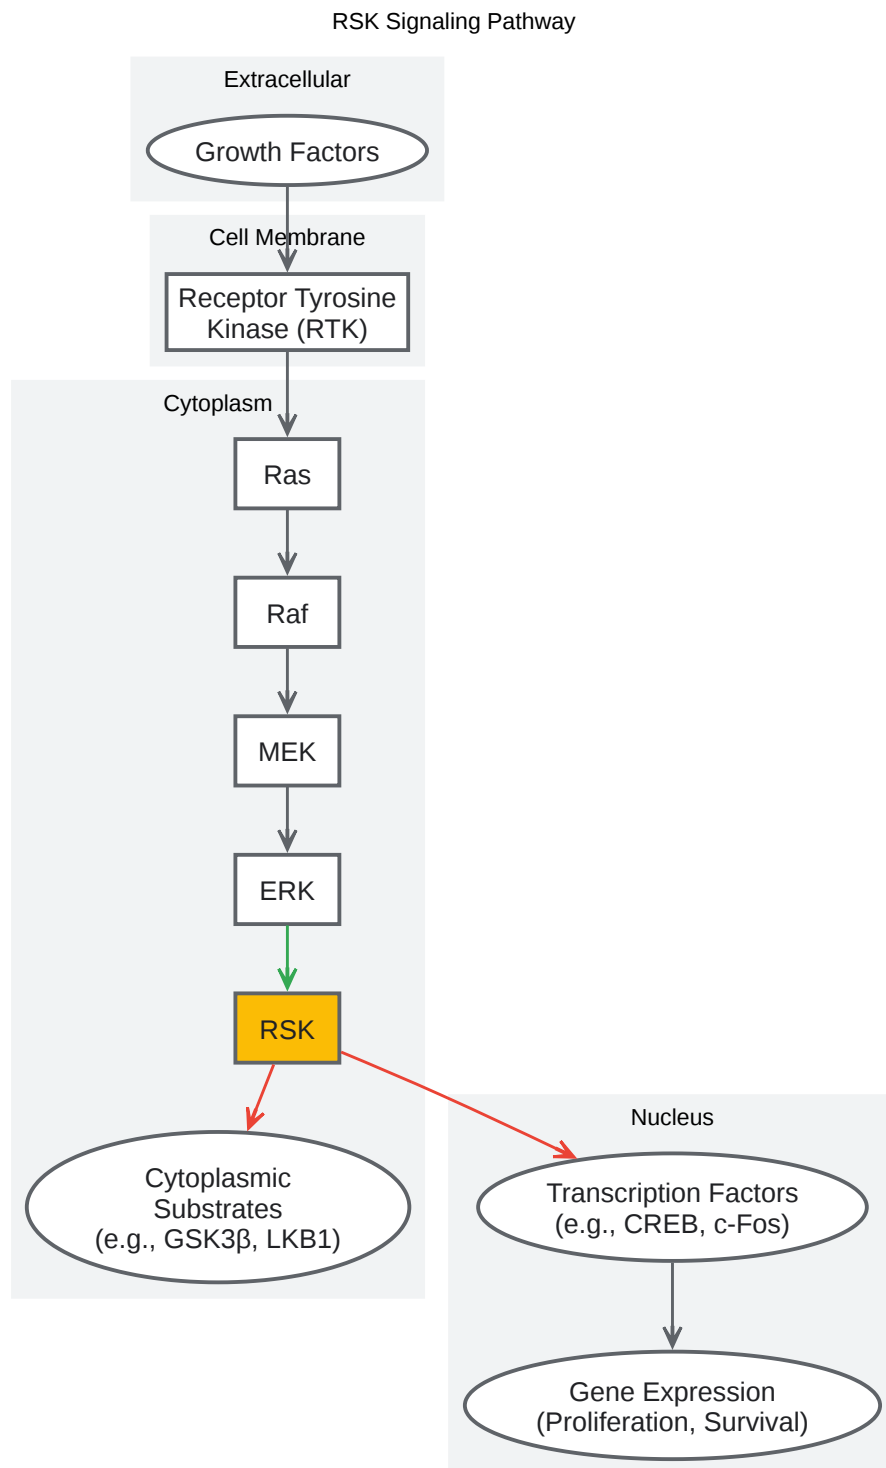 RSK Signaling Pathway
Extracellular
Growth Factors
Cell Membrane
Receptor Tyrosine
Kinase (RTK)
Cytoplasm
Ras
Raf
MEK
ERK
RSK
Cytoplasmic
Substrates
(e.g., GSK3β, LKB1)
Nucleus
Transcription Factors
(e.g., CREB, c-Fos)
Gene Expression
(Proliferation, Survival)